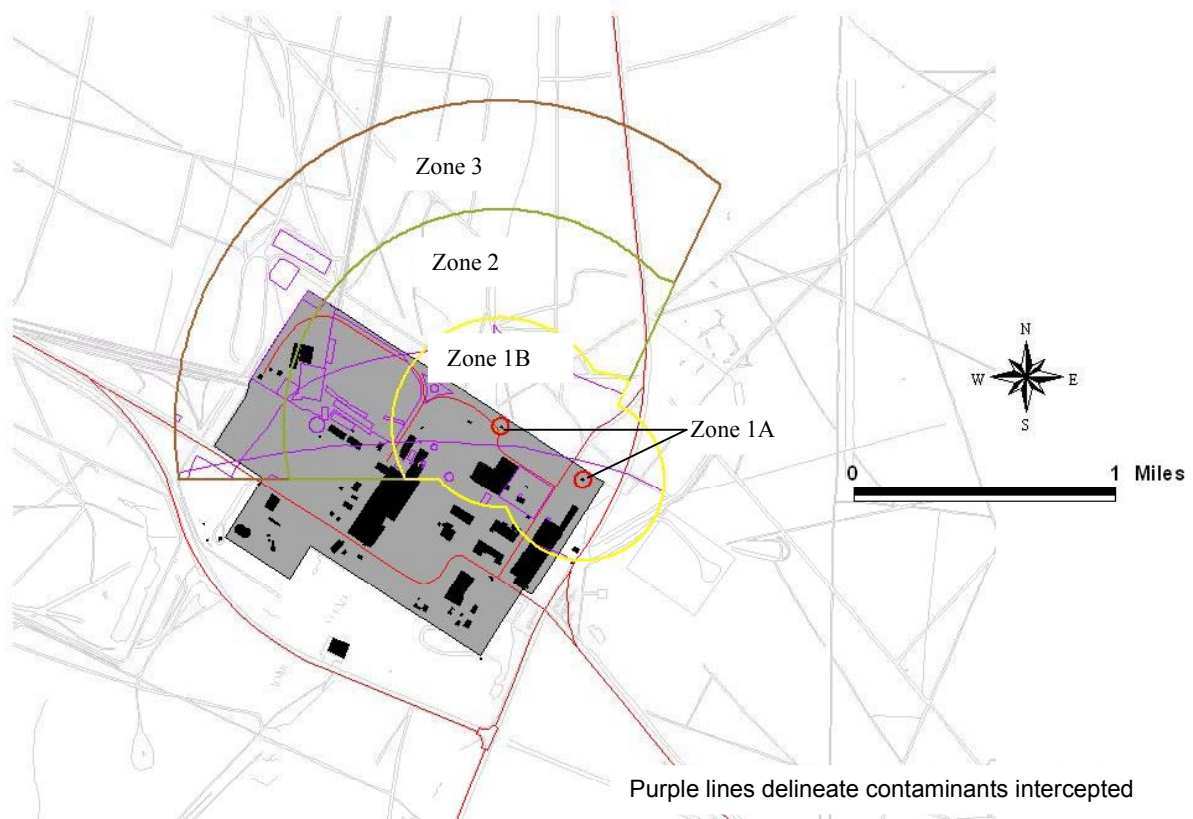 Zone 3
Zone 2
Zone 1B
Zone 1A
N
W E
S
0 1 Miles
Purple lines delineate contaminants intercepted